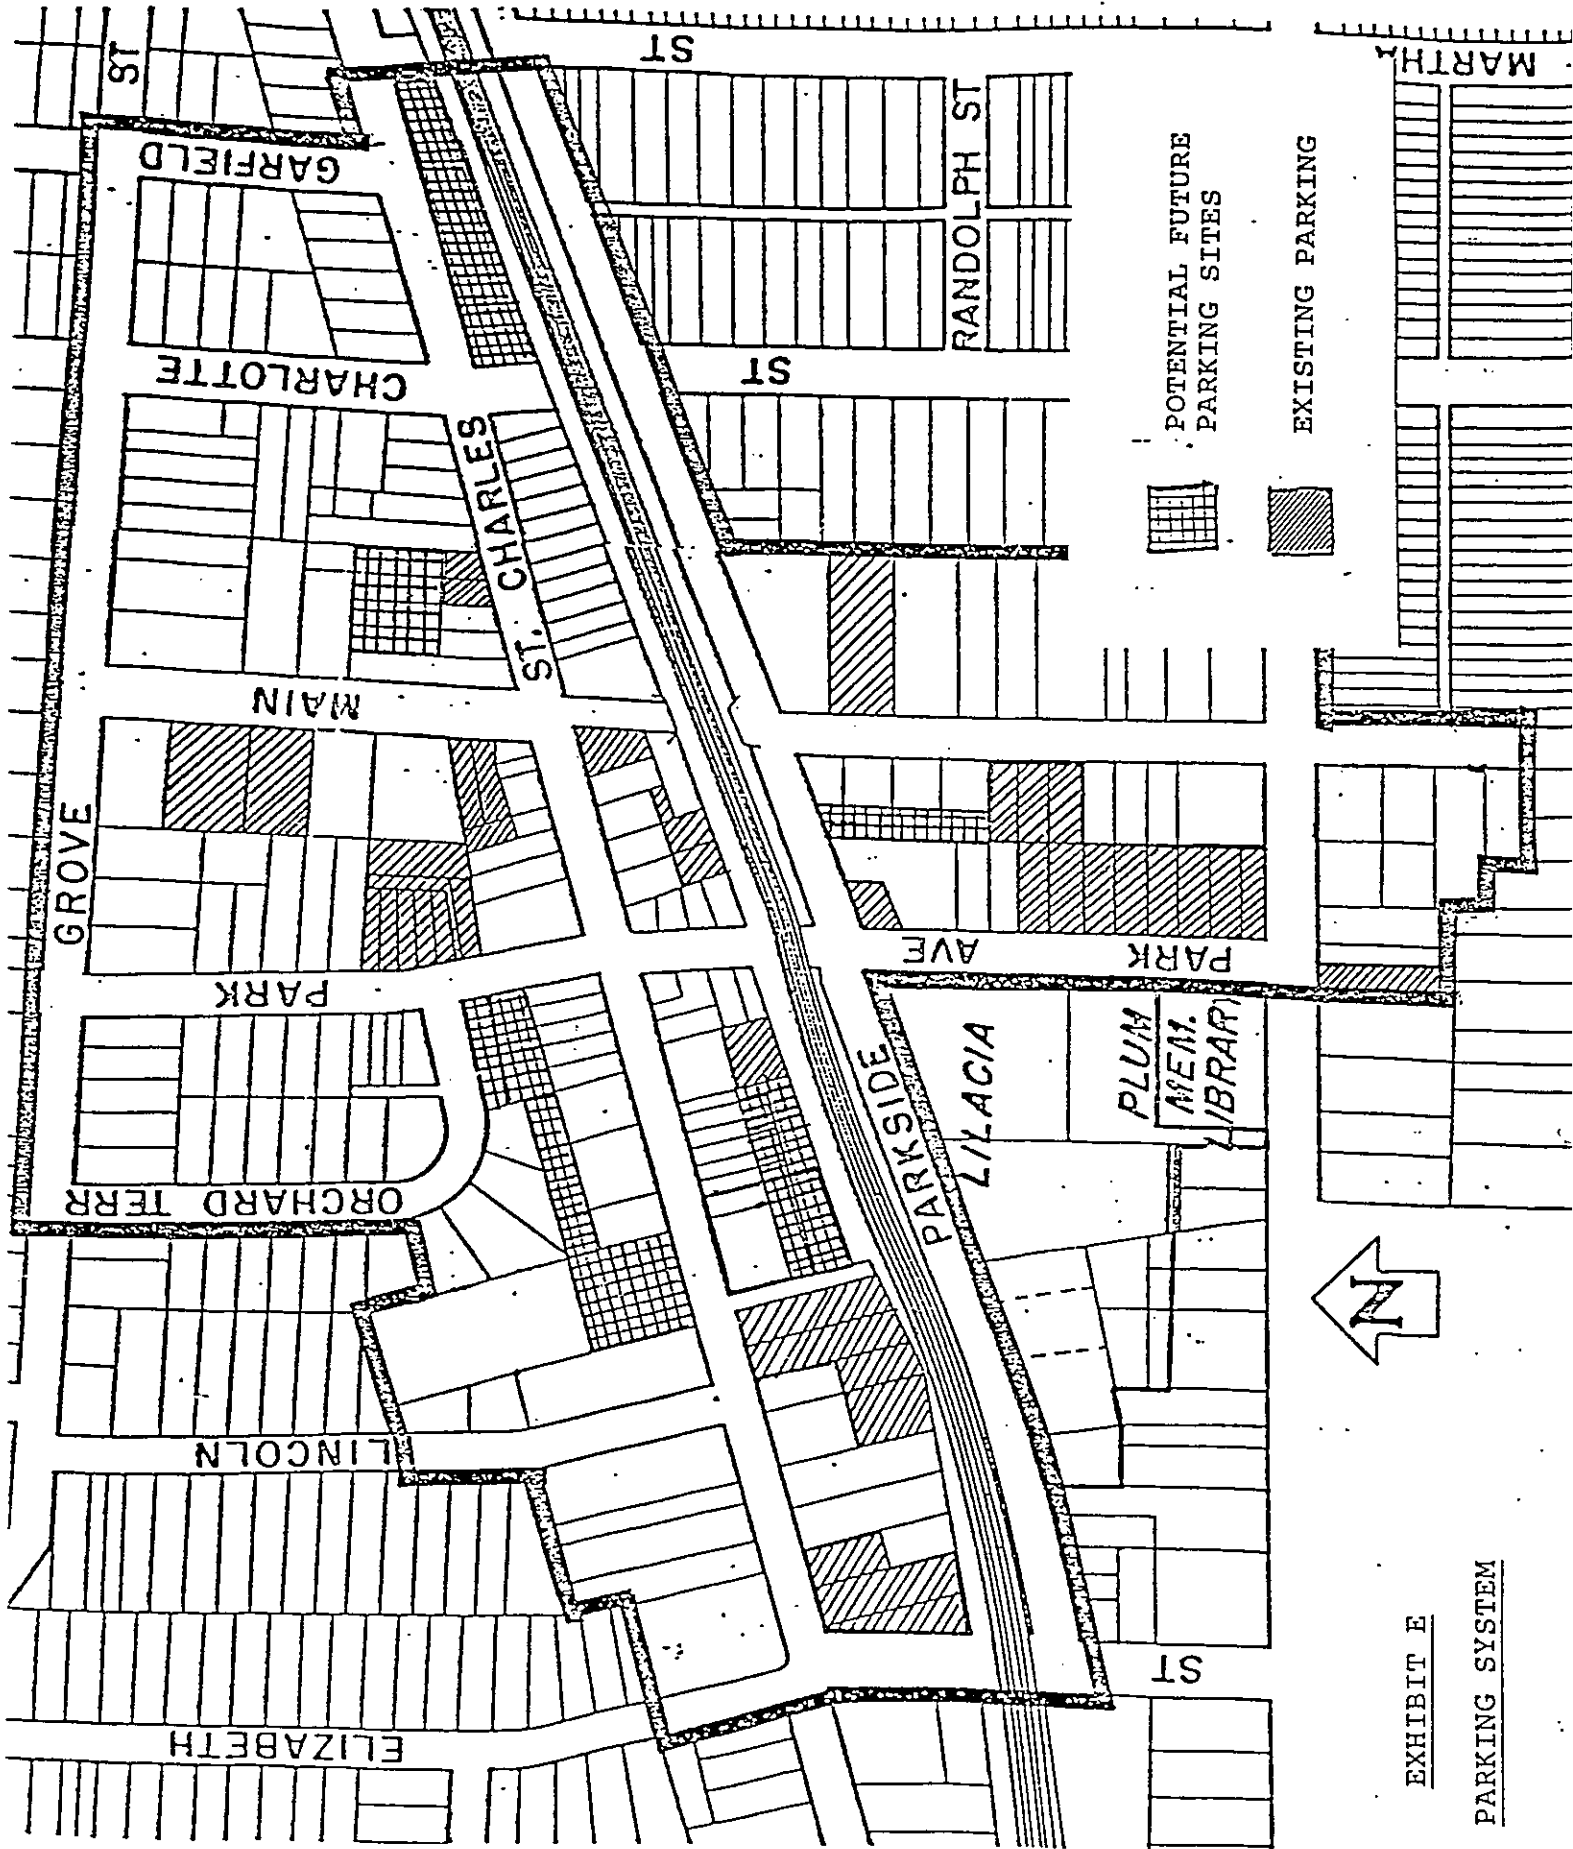 ST
GARFIELD
CHARLOTTE
GROVE
MAIN
ST. CHARLES
PARK
ORCHARD TERR
LINCOLN
ELIZABETH
ST
ST
RANDOLPH ST
MARTHA
PARK
AVE
PARKSIDE
LILACIA
PLUM
MEM.
LIBRARY
ST
POTENTIAL FUTURE
PARKING SITES
EXISTING PARKING
N
EXHIBIT E
PARKING SYSTEM